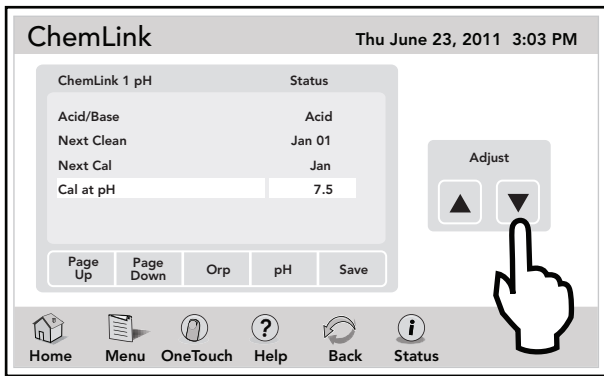 ChemLink Thu June 23, 2011 3:03 PM
ChemLink 1 pH Status
Acid/Base Acid
Next Clean Jan 01
Next Cal Jan
Cal at pH 7.5
Adjust
Page Up Page Down Orp pH Save
Home Menu OneTouch ? Help Back i Status